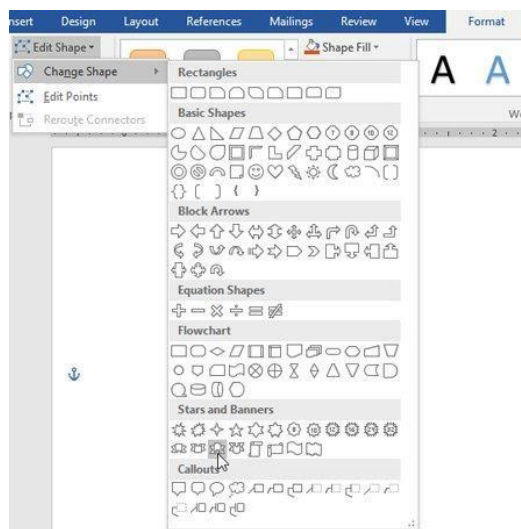 nsert Design Layout References Mailings Review View Format
Edit Shape
Shape Fill
Change Shape
Edit Points
Reroute Connectors
A A
Rectangles
Basic Shapes
Block Arrows
Equation Shapes
Flowchart
Stars and Banners
Callouts
2